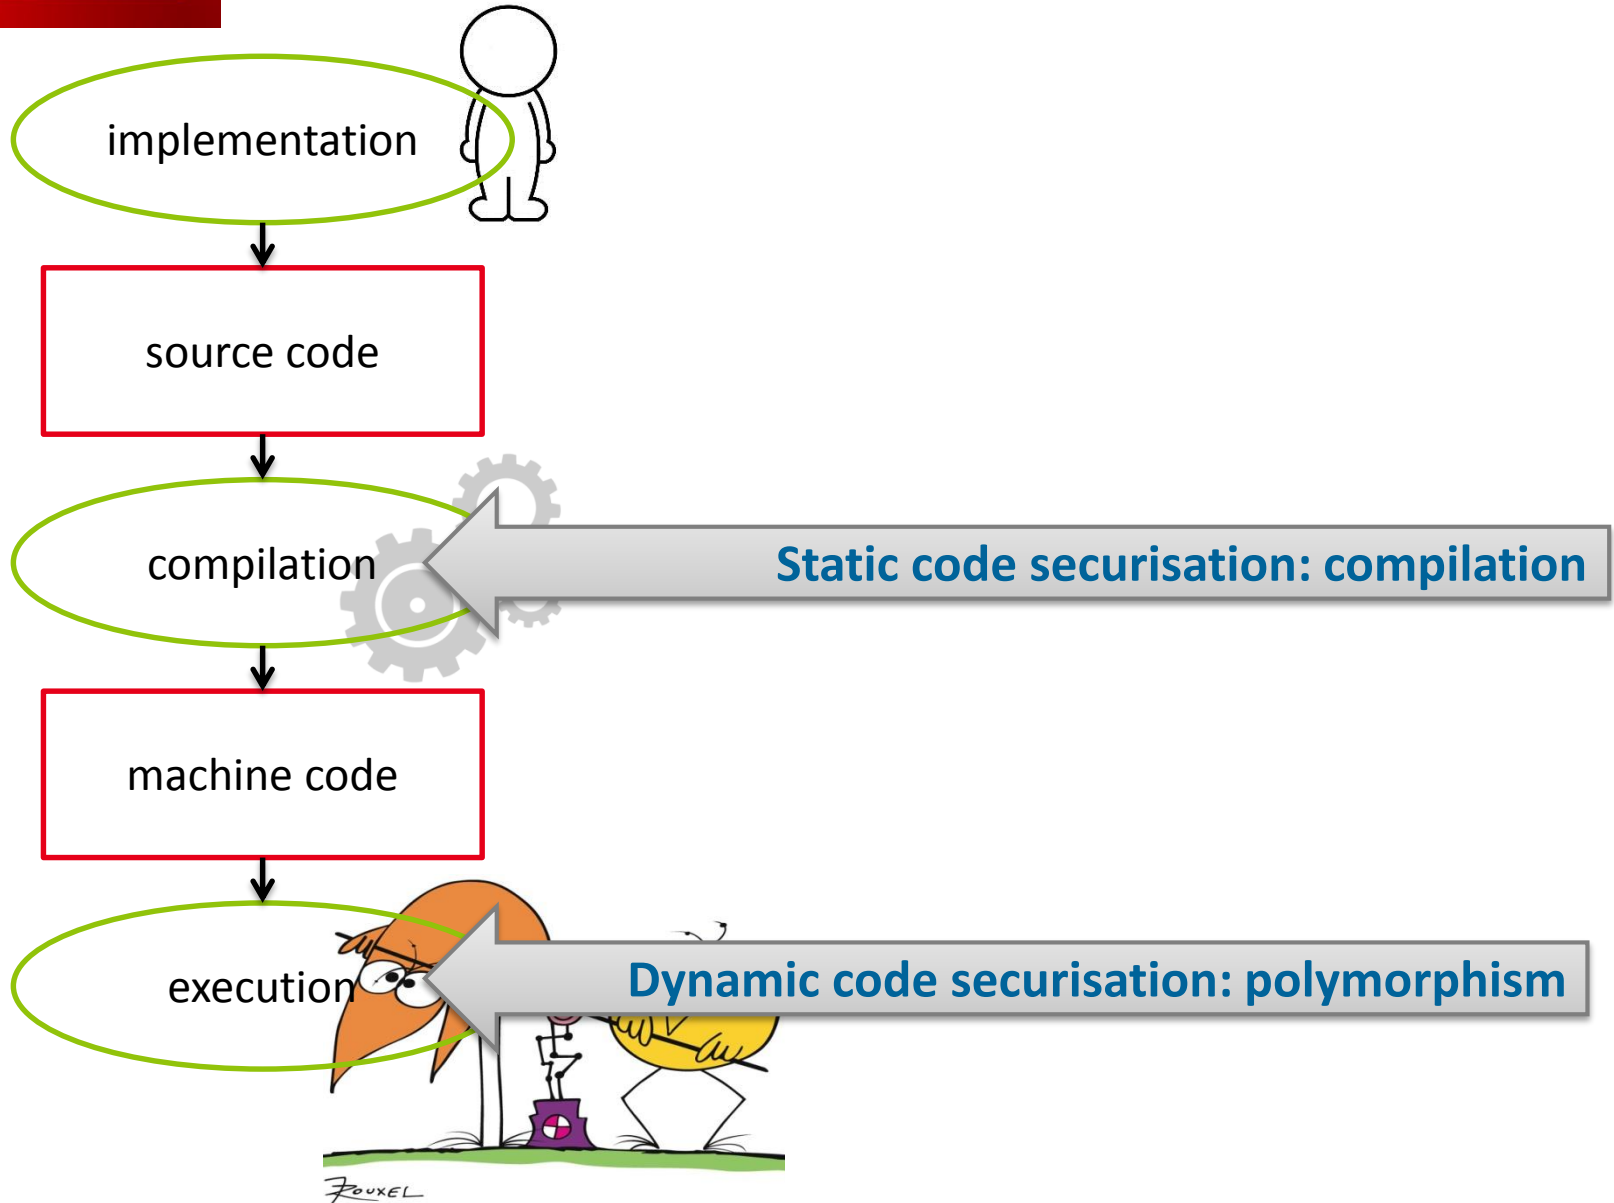 implementation
source code
compilation
Static code securisation: compilation
machine code
execution
Dynamic code securisation: polymorphism
ROUXEL